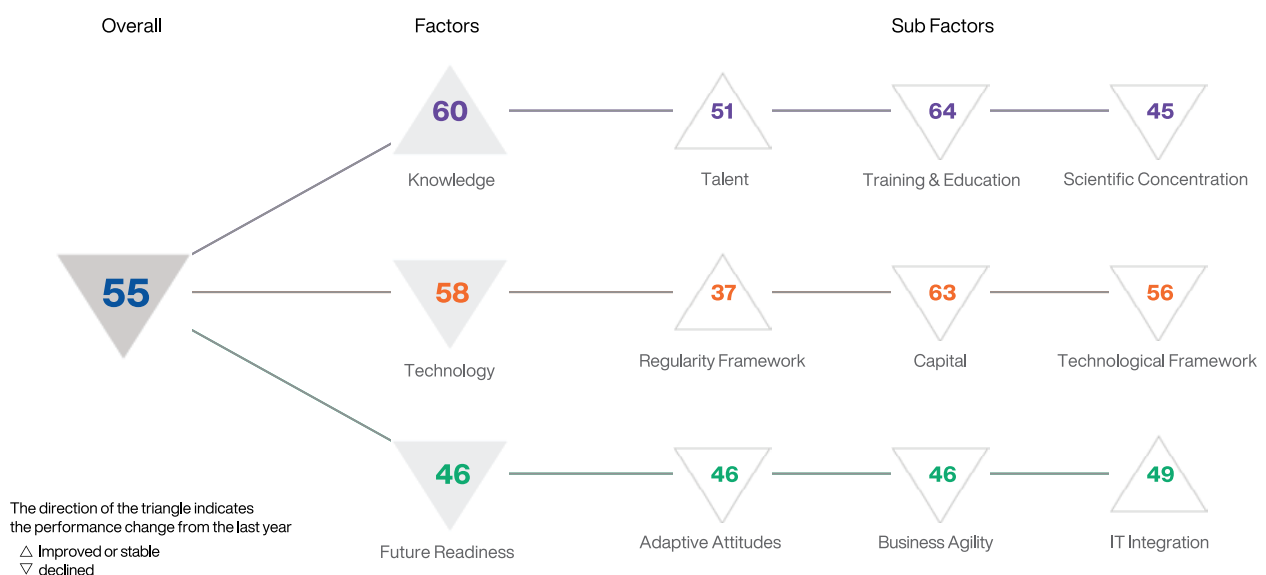 Overall
Factors
Sub Factors
60
51
64
45
Knowledge
Talent
Training & Education
Scientific Concentration
55
58
37
63
56
Technology
Regularity Framework
Capital
Technological Framework
46
46
46
49
Future Readiness
Adaptive Attitudes
Business Agility
IT Integration
The direction of the triangle indicates
the performance change from the last year
△ Improved or stable
▽ declined